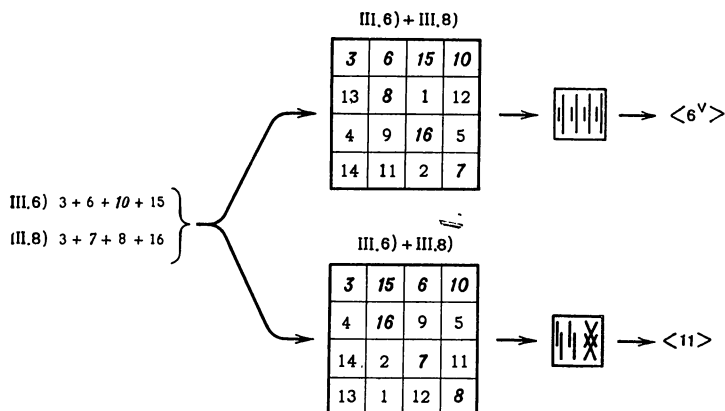 III.6) + III.8)
3 6 15 10
13 8 1 12
4 9 16 5
14 11 2 7
<6ᵛ>
III.6) 3 + 6 + 10 + 15
III.8) 3 + 7 + 8 + 16
III.6) + III.8)
3 15 6 10
4 16 9 5
14 2 7 11
13 1 12 8
<11>